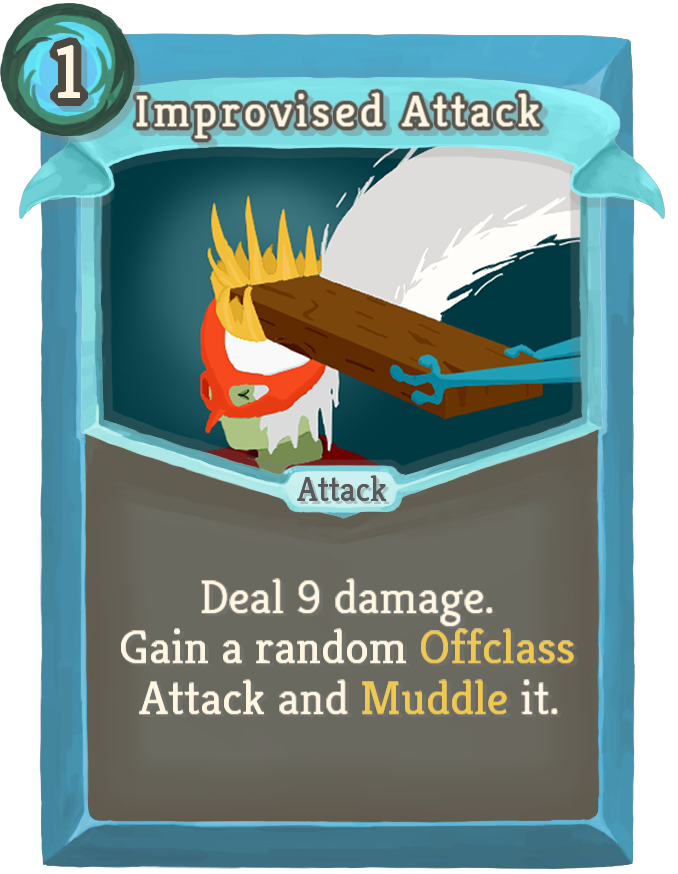 1
Improvised Attack
Attack
Deal 9 damage.
Gain a random Offclass
Attack and Muddle it.